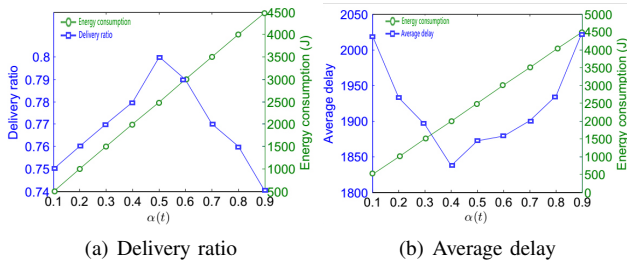 Energy consumption
Delivery ratio
0.8
0.79
0.78
0.77
0.76
0.75
0.74
Delivery ratio
4500
4000
3500
3000
2500
2000
1500
1000
500
Energy consumption (J)
0.1 0.2 0.3 0.4 0.5 0.6 0.7 0.8 0.9
α(t)
(a) Delivery ratio
Energy consumption
Average delay
2050
2000
1950
1900
1850
1800
Average delay
5000
4500
4000
3500
3000
2500
2000
1500
1000
500
0
Energy consumption (J)
0.1 0.2 0.3 0.4 0.5 0.6 0.7 0.8 0.9
α(t)
(b) Average delay